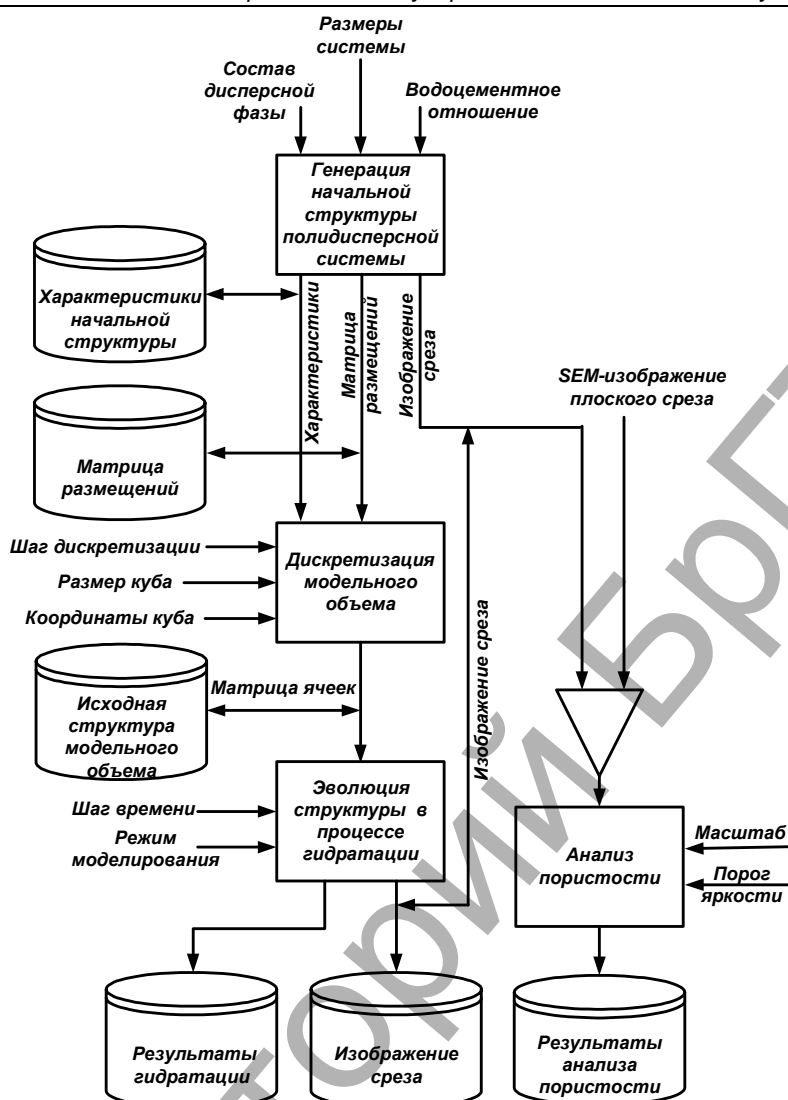 Размеры
системы
Состав
дисперсной
фазы
Водоцементное
отношение
Генерация
начальной
структуры
полидисперсной
системы
Характеристики
начальной
структуры
Характеристики
Матрица
размещений
Изображение
среза
SEM-изображение
плоского среза
Матрица
размещений
Шаг дискретизации
Размер куба
Координаты куба
Дискретизация
модельного
объема
Изображение среза
Матрица ячеек
Исходная
структура
модельного
объема
Шаг времени
Режим
моделирования
Эволюция
структуры в
процессе
гидратации
Анализ
пористости
Масштаб
Порог
яркости
Результаты
гидратации
Изображение
среза
Результаты
анализа
пористости
торий БрГ